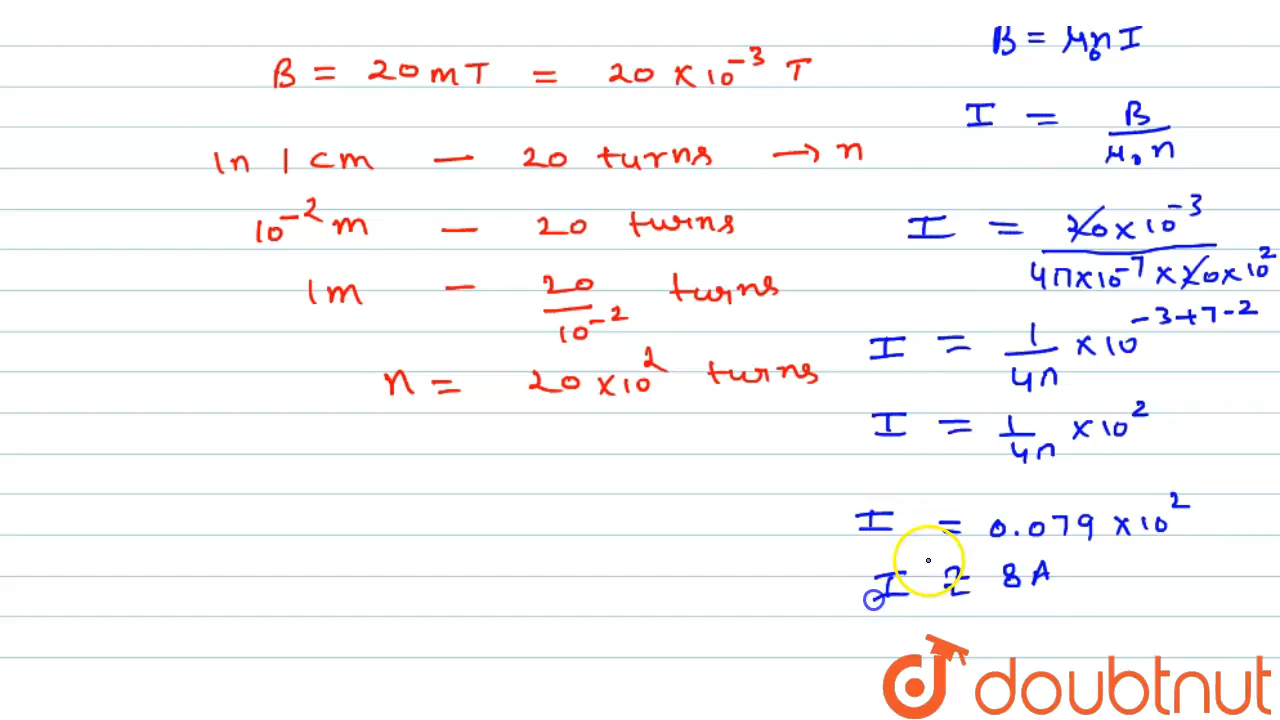 B = 20 mT = 20 × 10⁻³ T
In 1 cm — 20 turns → n
10⁻² m — 20 turns
1m — 20/10⁻² turns
n = 20 × 10² turns
B = μ₀nI
I = B/μ₀n
I = 20×10⁻³/4π×10⁻⁷×20×10²
I = 1/4π × 10⁻³⁺⁷⁻²
I = 1/4π × 10²
I = 0.079 × 10²
I ≈ 8 A
doubtnut